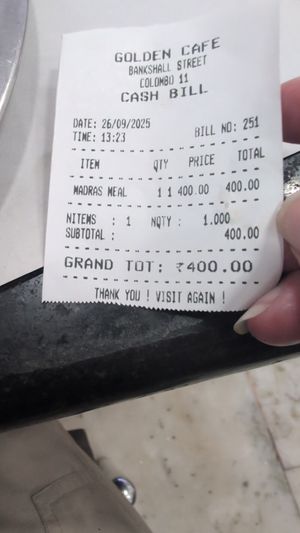 GOLDEN CAFE
BANKSHALL STREET
COLOMBO 11
CASH BILL
DATE: 26/09/2025
TIME: 13:23 BILL NO: 251
ITEM QTY PRICE TOTAL
MADRAS MEAL 1 1 400.00 400.00
NITEMS : 1 NQTY : 1.000
SUBTOTAL : 400.00
GRAND TOT: ₹400.00
THANK YOU ! VISIT AGAIN !